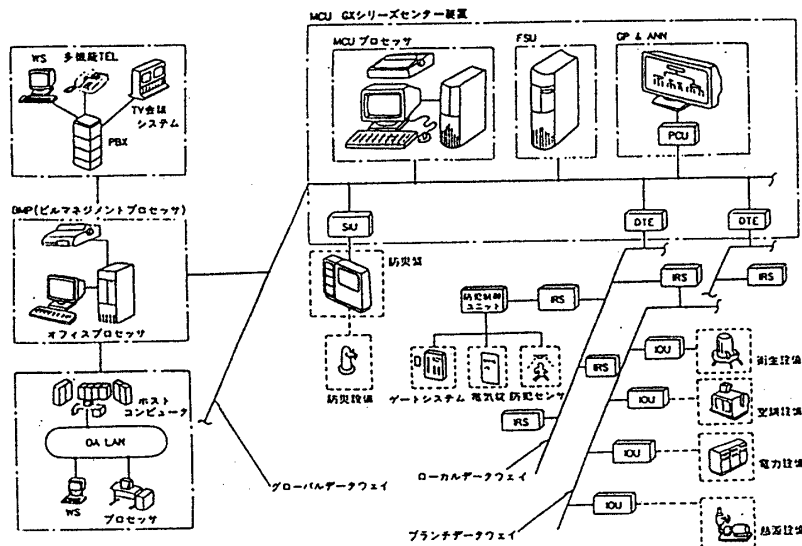 MCU GXシリーズセンター装置
MCU プロセッサ
FSU
GP & ANN
PCU
WS
多機能TEL
TV会議
システム
PBX
BMP(ビルマネジメントプロセッサ)
オフィスプロセッサ
ホスト
コンピュータ
OA LAN
WS
プロセッサ
SIU
DTE
DTE
防災盤
防災設備
防犯制御
ユニット
IRS
IRS
IRS
IRS
IRS
ゲートシステム
電気錠
防犯センサ
IOU
衛生設備
IOU
空調設備
IOU
電力設備
IOU
熱源設備
グローバルデータウェイ
ローカルデータウェイ
ブランチデータウェイ